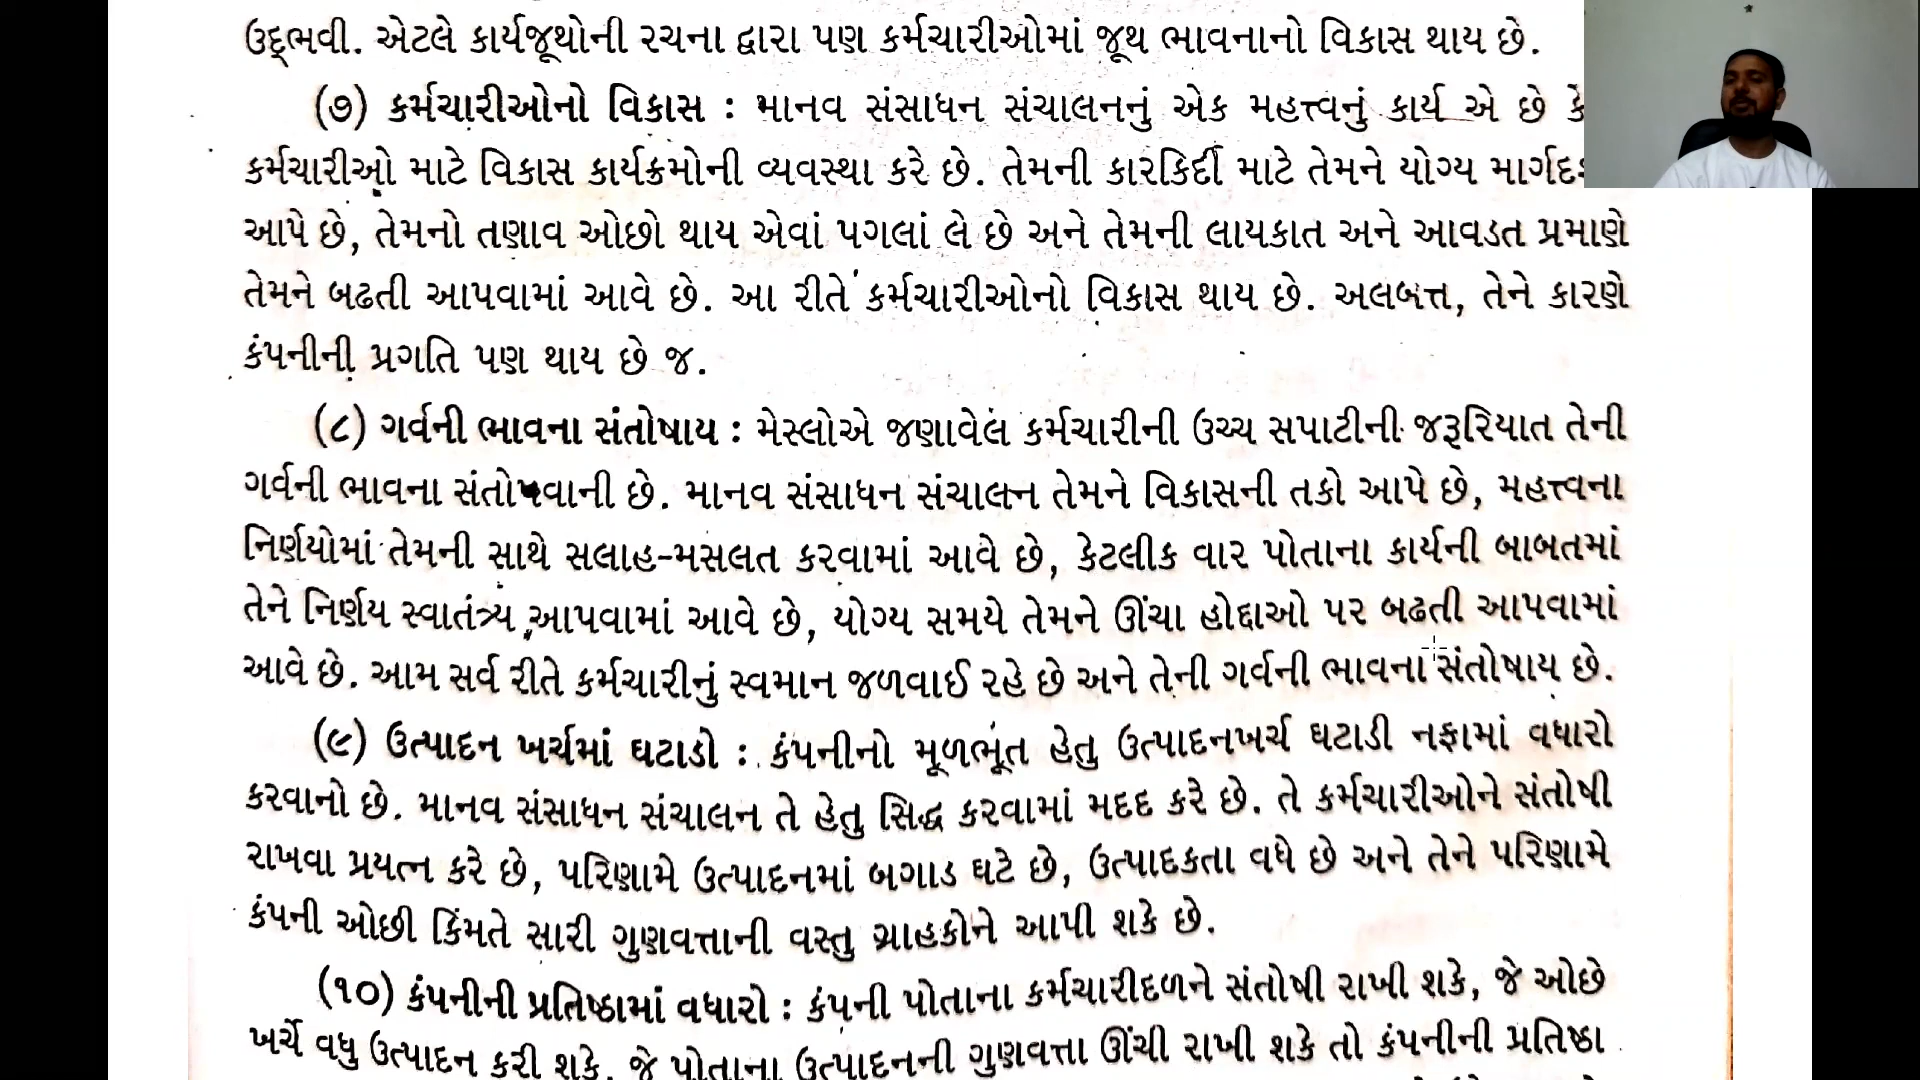 ઉદ્ભવી. એટલે કાર્યજૂથોની રચના દ્વારા પણ કર્મચારીઓમાં જૂથ ભાવનાનો વિકાસ થાય છે.
(૭) કર્મચારીઓનો વિકાસ : માનવ સંસાધન સંચાલનનું એક મહત્ત્વનું કાર્ય એ છે કે
કર્મચારીઓ માટે વિકાસ કાર્યક્રમોની વ્યવસ્થા કરે છે. તેમની કારકિર્દી માટે તેમને યોગ્ય
આપે છે, તેમનો તણાવ ઓછો થાય એવાં પગલાં લે છે અને તેમની લાયકાત અને આવડત પ્રમાણે
તેમને બઢતી આપવામાં આવે છે. આ રીતે કર્મચારીઓનો વિકાસ થાય છે. અલબત્ત, તેને કારણે
કંપનીની પ્રગતિ પણ થાય છે જ.
(૮) ગર્વની ભાવના સંતોષાય : મેસ્લોએ જણાવેલ કર્મચારીની ઉચ્ચ સપાટીની જરૂરિયાત તેની
ગર્વની ભાવના સંતોષવાની છે. માનવ સંસાધન સંચાલન તેમને વિકાસની તકો આપે છે, મહત્ત્વના
નિર્ણયોમાં તેમની સાથે સલાહ-મસલત કરવામાં આવે છે, કેટલીક વાર પોતાના કાર્યની બાબતમાં
તેને નિર્ણય સ્વાતંત્ર્ય આપવામાં આવે છે, યોગ્ય સમયે તેમને ઊંચા હોદ્દાઓ પર બઢતી આપવામાં
આવે છે. આમ સર્વ રીતે કર્મચારીનું સ્વમાન જળવાઈ રહે છે અને તેની ગર્વની ભાવના સંતોષાય છે.
(૯) ઉત્પાદન ખર્ચમાં ઘટાડો : કંપનીનો મૂળભૂત હેતુ ઉત્પાદનખર્ચ ઘટાડી નફામાં વધારો
કરવાનો છે. માનવ સંસાધન સંચાલન તે હેતુ સિદ્ધ કરવામાં મદદ કરે છે. તે કર્મચારીઓને સંતોષી
રાખવા પ્રયત્ન કરે છે, પરિણામે ઉત્પાદનમાં બગાડ ઘટે છે, ઉત્પાદકતા વધે છે અને તેને પરિણામે
કંપની ઓછી કિંમતે સારી ગુણવત્તાની વસ્તુ ગ્રાહકોને આપી શકે છે.
(૧૦) કંપનીની પ્રતિષ્ઠામાં વધારો : કંપની પોતાના કર્મચારીદળને સંતોષી રાખી શકે, જે ઓછે
ખર્ચે વધુ ઉત્પાદન કરી શકે, જે પોતાના ઉત્પાદનની ગુણવત્તા ઊંચી રાખી શકે તો કંપનીની પ્રતિષ્ઠા